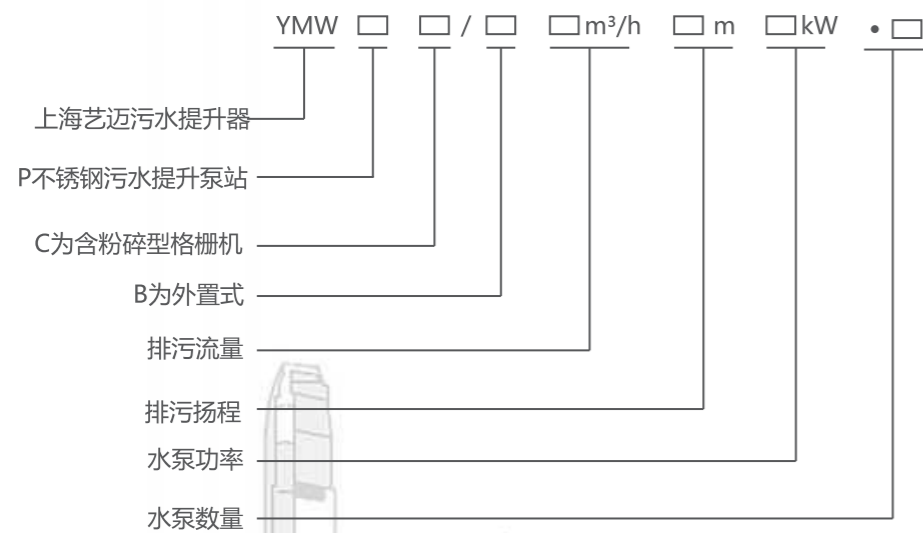 YMW □ □ / □ □m³/h □ m □kW • □
上海艺迈污水提升器
P不锈钢污水提升泵站
C为含粉碎型格栅机
B为外置式
排污流量
排污扬程
水泵功率
水泵数量